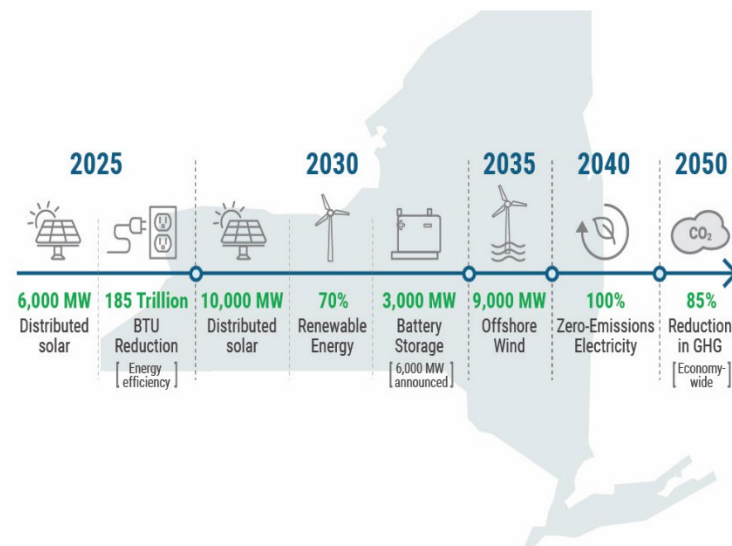 2025
2030
2035
2040
2050
CO₂
6,000 MW
Distributed
solar
185 Trillion
BTU
Reduction
[ Energy
efficiency ]
10,000 MW
Distributed
solar
70%
Renewable
Energy
3,000 MW
Battery
Storage
[ 6,000 MW
announced ]
9,000 MW
Offshore
Wind
100%
Zero-Emissions
Electricity
85%
Reduction
in GHG
[ Economy-
wide ]